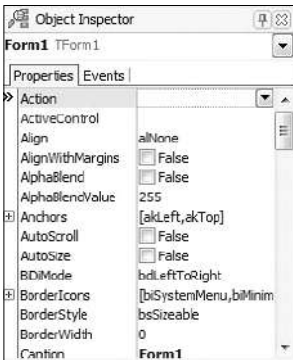 Object Inspector
Form1 TForm1
Properties Events
Action
ActiveControl
Align alNone
AlignWithMargins False
AlphaBlend False
AlphaBlendValue 255
Anchors [akLeft,akTop]
AutoScroll False
AutoSize False
BDiMode bdLeftToRight
BorderIcons [biSystemMenu,biMinim
BorderStyle bsSizeable
BorderWidth 0
Caption Form1